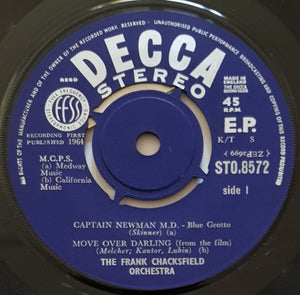 ALL RIGHTS OF THE MANUFACTURER AND OF THE OWNER OF THE RECORDED WORK RESERVED · UNAUTHORISED PUBLIC PERFORMANCE, BROADCASTING AND COPYING OF THIS RECORD PROHIBITED
REGD
DECCA
STEREO
MADE IN ENGLAND
THE DECCA
ffss
45
R.P.M.
RECORDING FIRST
PUBLISHED 1964
E.P.
K/T S
M.C.P.S.
(a) Medway
Music
(b) California
Music
STO.8572
side 1
CAPTAIN NEWMAN M.D. - Blue Grotto
(Skinner) (a)
MOVE OVER DARLING (from the film)
(Melcher; Kantor, Lubin) (b)
THE FRANK CHACKSFIELD
ORCHESTRA